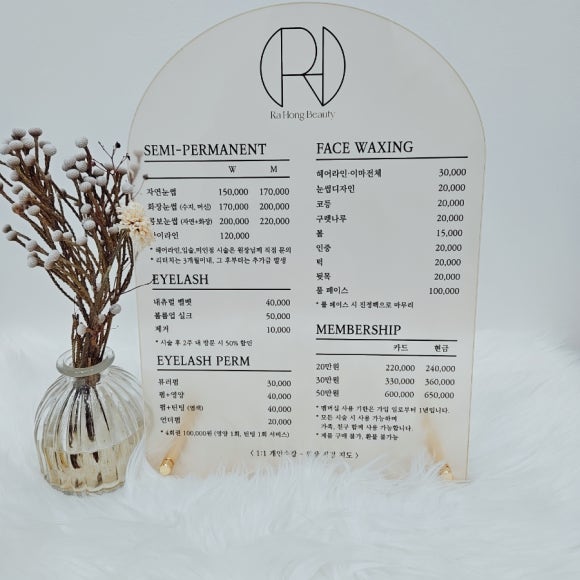 RH
Ra Hong Beauty
SEMI-PERMANENT
W M
자연눈썹 150,000 170,000
화장눈썹 (수지, 머신) 170,000 200,000
콤보눈썹 (자연+화장) 200,000 220,000
아이라인 120,000
* 헤어라인,입술,미인점 시술은 원장님께 직접 문의
* 리터치는 3개월이내, 그 후부터는 추가금 발생
EYELASH
내츄럴 벨벳 40,000
볼륨업 실크 50,000
제거 10,000
* 시술 후 2주 내 방문 시 50% 할인
EYELASH PERM
뷰리펌 30,000
펌+영양 40,000
펌+틴팅 (염색) 40,000
언더펌 20,000
* 4회권 100,000원 (영양 1회, 틴팅 1회 서비스)
FACE WAXING
헤어라인·이마전체 30,000
눈썹디자인 20,000
코등 20,000
구렛나루 20,000
볼 15,000
인중 20,000
턱 20,000
뒷목 20,000
풀 페이스 100,000
* 풀 페이스 시 진정팩으로 마무리
MEMBERSHIP
카드 현금
20만원 220,000 240,000
30만원 330,000 360,000
50만원 600,000 650,000
* 멤버십 사용 기한은 가입 일로부터 1년입니다.
* 모든 시술 시 사용 가능하며
가족, 친구 함께 사용 가능합니다.
* 제품 구매 불가, 환불 불가능
< 1:1 개인수강 - 원장 직접 지도 >